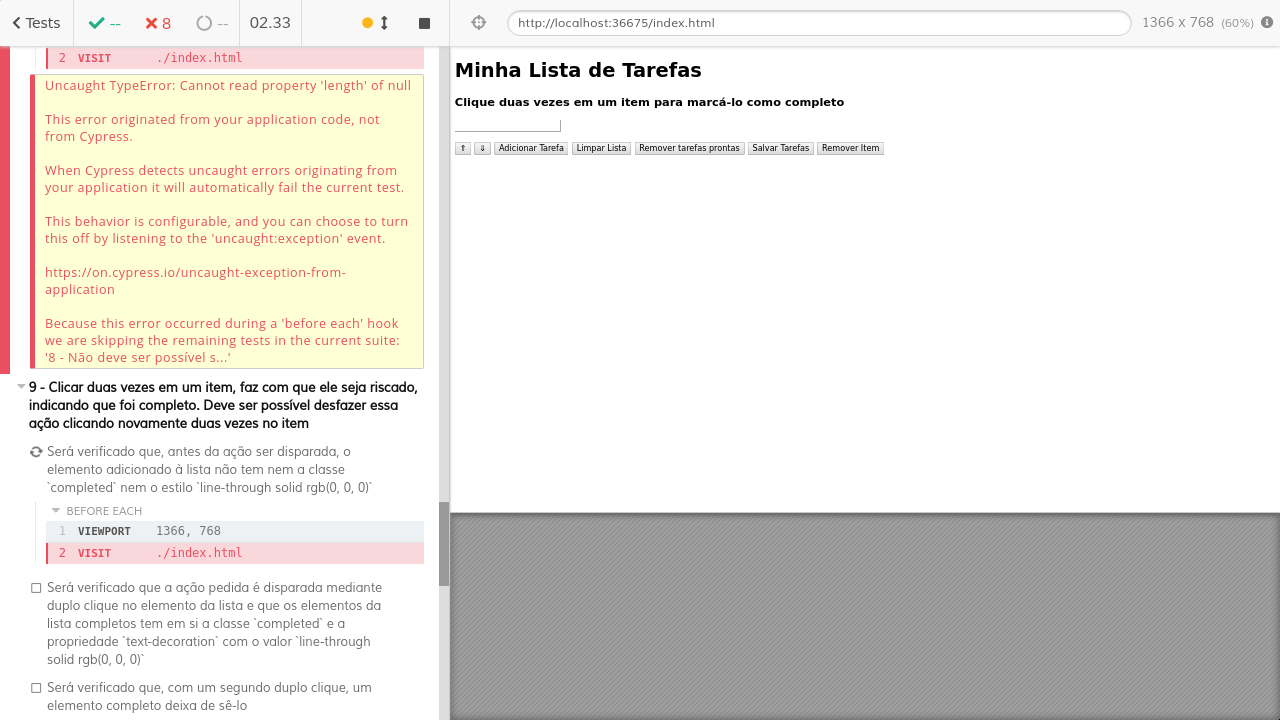 Tests
--
8
--
02.33
http://localhost:36675/index.html
1366 x 768 (60%)
2 VISIT ./index.html
Uncaught TypeError: Cannot read property 'length' of null
This error originated from your application code, not
from Cypress.
When Cypress detects uncaught errors originating from
your application it will automatically fail the current test.
This behavior is configurable, and you can choose to turn
this off by listening to the 'uncaught:exception' event.
https://on.cypress.io/uncaught-exception-from-
application
Because this error occurred during a 'before each' hook
we are skipping the remaining tests in the current suite:
'8 - Não deve ser possível s...'
9 - Clicar duas vezes em um item, faz com que ele seja riscado,
indicando que foi completo. Deve ser possível desfazer essa
ação clicando novamente duas vezes no item
Será verificado que, antes da ação ser disparada, o
elemento adicionado à lista não tem nem a classe
`completed` nem o estilo `line-through solid rgb(0, 0, 0)`
BEFORE EACH
1 VIEWPORT 1366, 768
2 VISIT ./index.html
Será verificado que a ação pedida é disparada mediante
duplo clique no elemento da lista e que os elementos da
lista completos tem em si a classe `completed` e a
propriedade `text-decoration` com o valor `line-through
solid rgb(0, 0, 0)`
Será verificado que, com um segundo duplo clique, um
elemento completo deixa de sê-lo
Minha Lista de Tarefas
Clique duas vezes em um item para marcá-lo como completo
⇑ ⇓ Adicionar Tarefa Limpar Lista Remover tarefas prontas Salvar Tarefas Remover Item